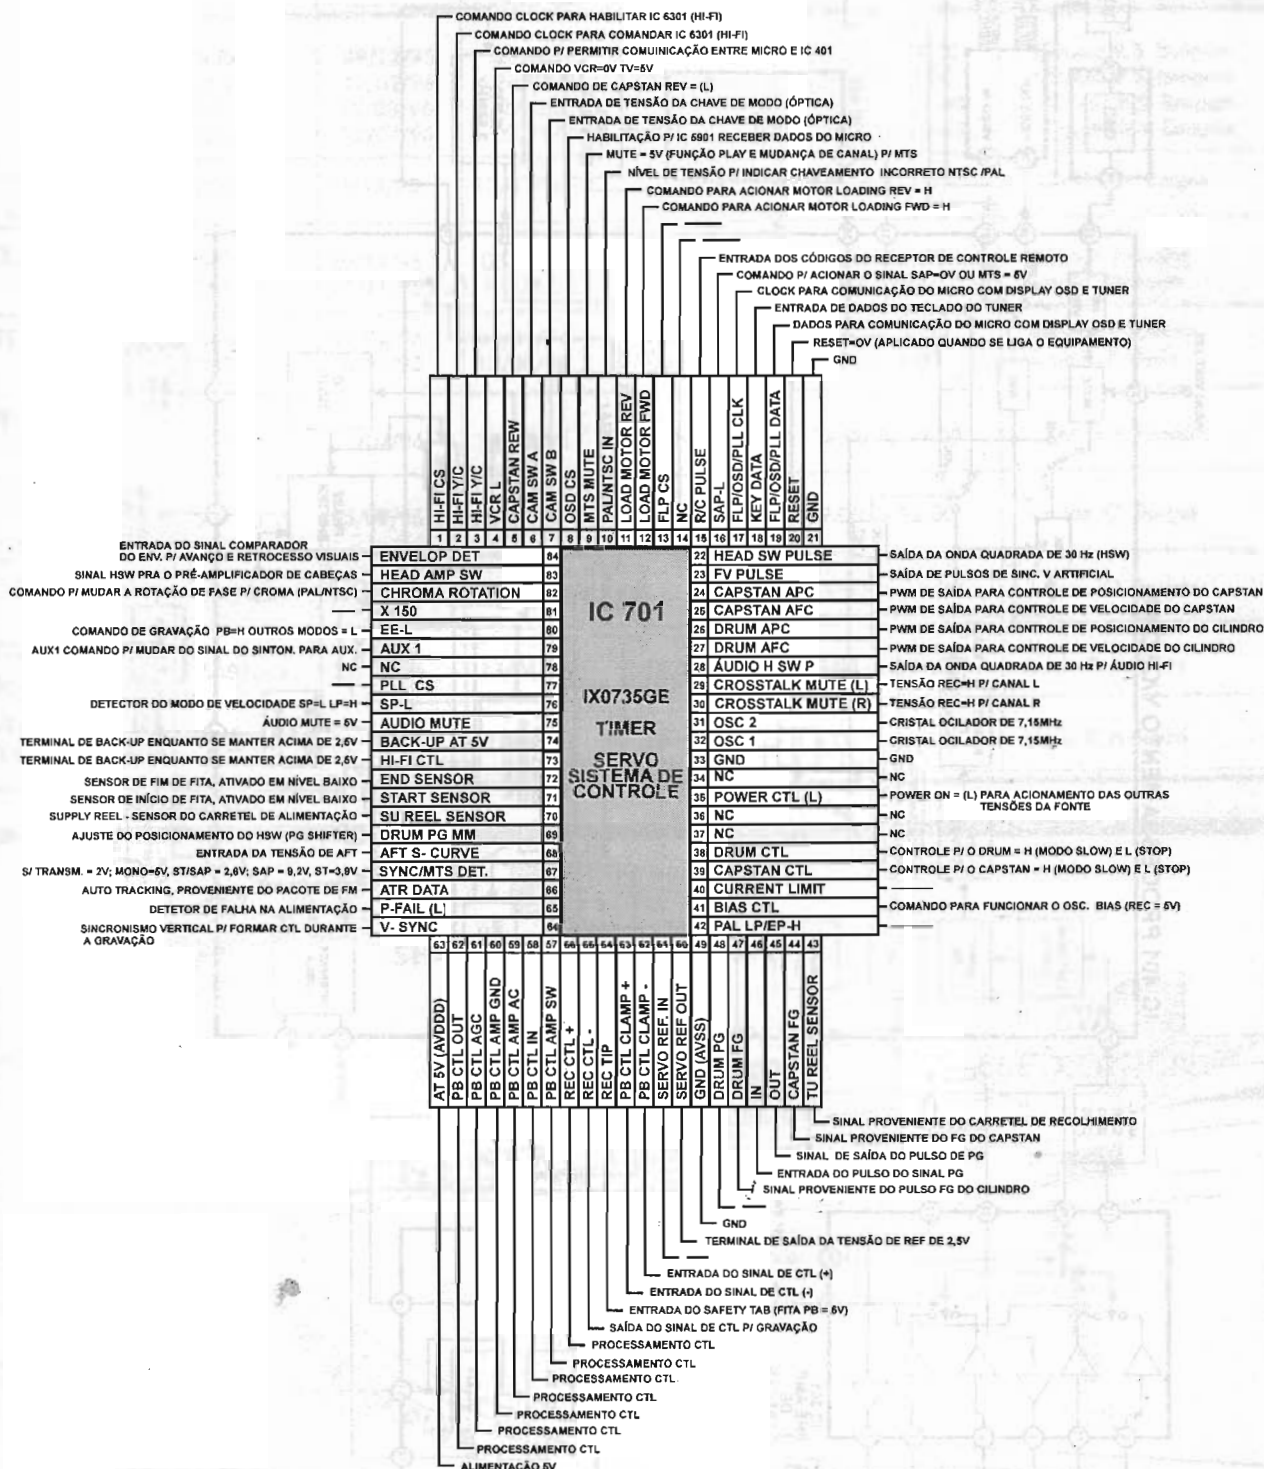 COMANDO CLOCK PARA HABILITAR IC 6301 (HI-FI)
COMANDO CLOCK PARA COMANDAR IC 6301 (HI-FI)
COMANDO P/ PERMITIR COMUINICAÇÃO ENTRE MICRO E IC 401
COMANDO VCR=0V TV=5V
COMANDO DE CAPSTAN REV = (L)
ENTRADA DE TENSÃO DA CHAVE DE MODO (ÓPTICA)
ENTRADA DE TENSÃO DA CHAVE DE MODO (ÓPTICA)
HABILITAÇÃO P/ IC 6901 RECEBER DADOS DO MICRO
MUTE = 5V (FUNÇÃO PLAY E MUDANÇA DE CANAL) P/ MTS
NÍVEL DE TENSÃO P/ INDICAR CHAVEAMENTO INCORRETO NTSC /PAL
COMANDO PARA ACIONAR MOTOR LOADING REV = H
COMANDO PARA ACIONAR MOTOR LOADING FWD = H
ENTRADA DOS CÓDIGOS DO RECEPTOR DE CONTROLE REMOTO
COMANDO P/ ACIONAR O SINAL SAP=OV OU MTS = 5V
CLOCK PARA COMUNICAÇÃO DO MICRO COM DISPLAY OSD E TUNER
ENTRADA DE DADOS DO TECLADO DO TUNER
DADOS PARA COMUNICAÇÃO DO MICRO COM DISPLAY OSD E TUNER
RESET=OV (APLICADO QUANDO SE LIGA O EQUIPAMENTO)
GND
HI-FI CS
HI-FI Y/C
HI-FI Y/C
VCR L
CAPSTAN REW
CAM SW A
CAM SW B
OSD CS
MTS MUTE
PAL/NTSC IN
LOAD MOTOR REV
LOAD MOTOR FWD
FLP CS
NC
R/C PULSE
SAP-L
FLP/OSD/PLL CLK
KEY DATA
FLP/OSD/PLL DATA
RESET
GND
1 2 3 4 5 6 7 8 9 10 11 12 13 14 15 16 17 18 19 20 21
ENTRADA DO SINAL COMPARADOR
DO ENV. P/ AVANÇO E RETROCESSO VISUAIS
ENVELOP DET 84
SINAL HSW PRA O PRÉ-AMPLIFICADOR DE CABEÇAS
HEAD AMP SW 83
COMANDO P/ MUDAR A ROTAÇÃO DE FASE P/ CROMA (PAL/NTSC)
CHROMA ROTATION 82
X 150 81
COMANDO DE GRAVAÇÃO PB=H OUTROS MODOS = L
EE-L 80
AUX1 COMANDO P/ MUDAR DO SINAL DO SINTON. PARA AUX.
AUX 1 79
NC
NC 78
PLL CS 77
DETECTOR DO MODO DE VELOCIDADE SP=L LP=H
SP-L 76
ÁUDIO MUTE = 5V
AUDIO MUTE 75
TERMINAL DE BACK-UP ENQUANTO SE MANTER ACIMA DE 2,5V
BACK-UP AT 5V 74
TERMINAL DE BACK-UP ENQUANTO SE MANTER ACIMA DE 2,5V
HI-FI CTL 73
SENSOR DE FIM DE FITA, ATIVADO EM NÍVEL BAIXO
END SENSOR 72
SENSOR DE INÍCIO DE FITA, ATIVADO EM NÍVEL BAIXO
START SENSOR 71
SUPPLY REEL - SENSOR DO CARRETEL DE ALIMENTAÇÃO
SU REEL SENSOR 70
AJUSTE DO POSICIONAMENTO DO HSW (PG SHIFTER)
DRUM PG MM 69
ENTRADA DA TENSÃO DE AFT
AFT S- CURVE 68
S/ TRANSM. = 2V; MONO=5V, ST/SAP = 2,6V; SAP = 9,2V, ST=3,9V
SYNC/MTS DET. 67
AUTO TRACKING, PROVENIENTE DO PACOTE DE FM
ATR DATA 66
DETETOR DE FALHA NA ALIMENTAÇÃO
P-FAIL (L) 65
SINCRONISMO VERTICAL P/ FORMAR CTL DURANTE
A GRAVAÇÃO
V- SYNC 64
IC 701
IX0735GE
TIMER
SERVO
SISTEMA DE
CONTROLE
22 HEAD SW PULSE
SAÍDA DA ONDA QUADRADA DE 30 Hz (HSW)
23 FV PULSE
SAÍDA DE PULSOS DE SINC. V ARTIFICIAL
24 CAPSTAN APC
PWM DE SAÍDA PARA CONTROLE DE POSICIONAMENTO DO CAPSTAN
25 CAPSTAN AFC
PWM DE SAÍDA PARA CONTROLE DE VELOCIDADE DO CAPSTAN
26 DRUM APC
PWM DE SAÍDA PARA CONTROLE DE POSICIONAMENTO DO CILINDRO
27 DRUM AFC
PWM DE SAÍDA PARA CONTROLE DE VELOCIDADE DO CILINDRO
28 ÁUDIO H SW P
SAÍDA DA ONDA QUADRADA DE 30 Hz P/ ÁUDIO HI-FI
29 CROSSTALK MUTE (L)
TENSÃO REC=H P/ CANAL L
30 CROSSTALK MUTE (R)
TENSÃO REC=H P/ CANAL R
31 OSC 2
CRISTAL OCILADOR DE 7,15MHz
32 OSC 1
CRISTAL OCILADOR DE 7,15MHz
33 GND
GND
34 NC
NC
35 POWER CTL (L)
POWER ON = (L) PARA ACIONAMENTO DAS OUTRAS
TENSÕES DA FONTE
36 NC
NC
37 NC
NC
38 DRUM CTL
CONTROLE P/ O DRUM = H (MODO SLOW) E L (STOP)
39 CAPSTAN CTL
CONTROLE P/ O CAPSTAN = H (MODO SLOW) E L (STOP)
40 CURRENT LIMIT
41 BIAS CTL
COMANDO PARA FUNCIONAR O OSC. BIAS (REC = 5V)
42 PAL LP/EP-H
63 62 61 60 59 58 57 66 65 54 63 62 61 60 49 48 47 46 45 44 43
AT 5V (AVDDD)
PB CTL OUT
PB CTL AGC
PB CTL AMP GND
PB CTL AMP AC
PB CTL IN
PB CTL AMP SW
REC CTL +
REC CTL -
REC TIP
PB CTL CLAMP +
PB CTL CLAMP -
SERVO REF. IN
SERVO REF OUT
GND (AVSS)
DRUM PG
DRUM FG
IN
OUT
CAPSTAN FG
TU REEL SENSOR
SINAL PROVENIENTE DO CARRETEL DE RECOLHIMENTO
SINAL PROVENIENTE DO FG DO CAPSTAN
SINAL DE SAÍDA DO PULSO DE PG
ENTRADA DO PULSO DO SINAL PG
SINAL PROVENIENTE DO PULSO FG DO CILINDRO
GND
TERMINAL DE SAÍDA DA TENSÃO DE REF DE 2,5V
ENTRADA DO SINAL DE CTL (+)
ENTRADA DO SINAL DE CTL (-)
ENTRADA DO SAFETY TAB (FITA PB = 5V)
SAÍDA DO SINAL DE CTL P/ GRAVAÇÃO
PROCESSAMENTO CTL
PROCESSAMENTO CTL
PROCESSAMENTO CTL
PROCESSAMENTO CTL
PROCESSAMENTO CTL
PROCESSAMENTO CTL
PROCESSAMENTO CTL
ALIMENTAÇÃO 5V